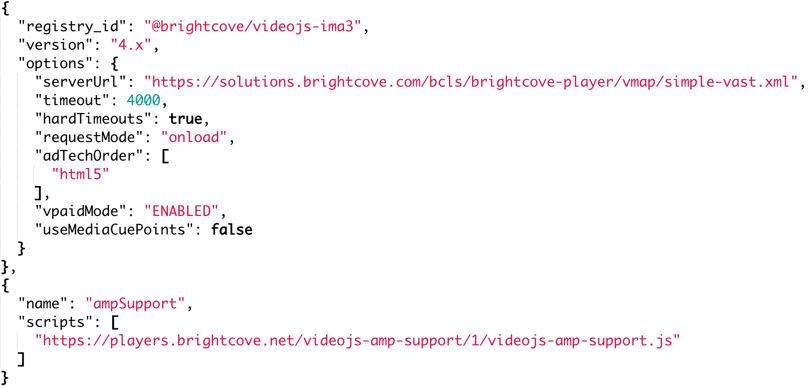 {
  "registry_id": "@brightcove/videojs-ima3",
  "version": "4.x",
  "options": {
    "serverUrl": "https://solutions.brightcove.com/bcls/brightcove-player/vmap/simple-vast.xml",
    "timeout": 4000,
    "hardTimeouts": true,
    "requestMode": "onload",
    "adTechOrder": [
      "html5"
    ],
    "vpaidMode": "ENABLED",
    "useMediaCuePoints": false
  }
},
{
  "name": "ampSupport",
  "scripts": [
    "https://players.brightcove.net/videojs-amp-support/1/videojs-amp-support.js"
  ]
}